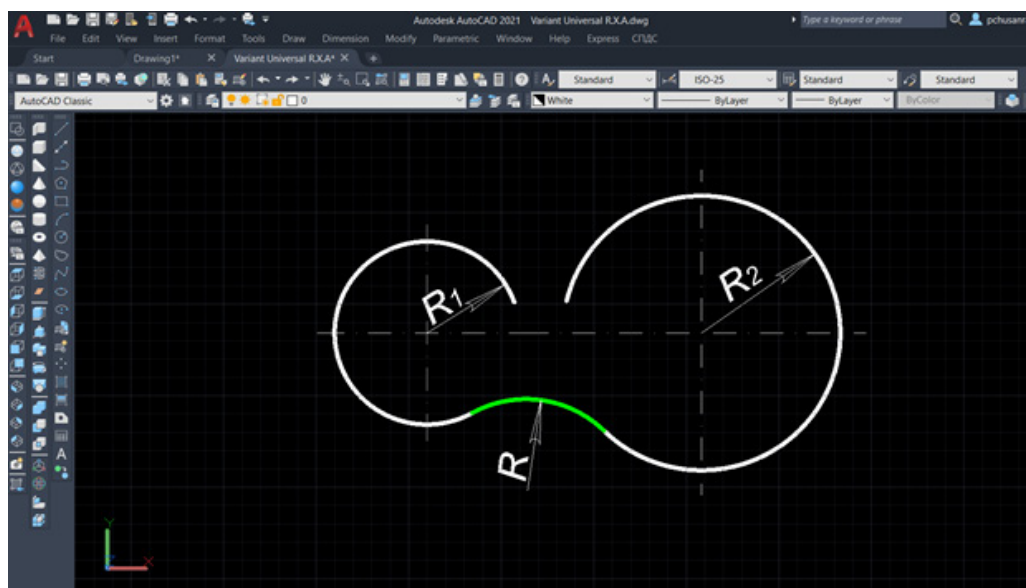 Autodesk AutoCAD 2021 Variant Universal R.X.A.dwg
Type a keyword or phrase
pchusanr
File Edit View Insert Format Tools Draw Dimension Modify Parametric Window Help Express СПДС
Start Drawing1* Variant Universal R.X.A*
Standard ISO-25 Standard Standard
AutoCAD Classic 0 White ByLayer ByLayer ByColor
R1
R2
R
A
Y
X